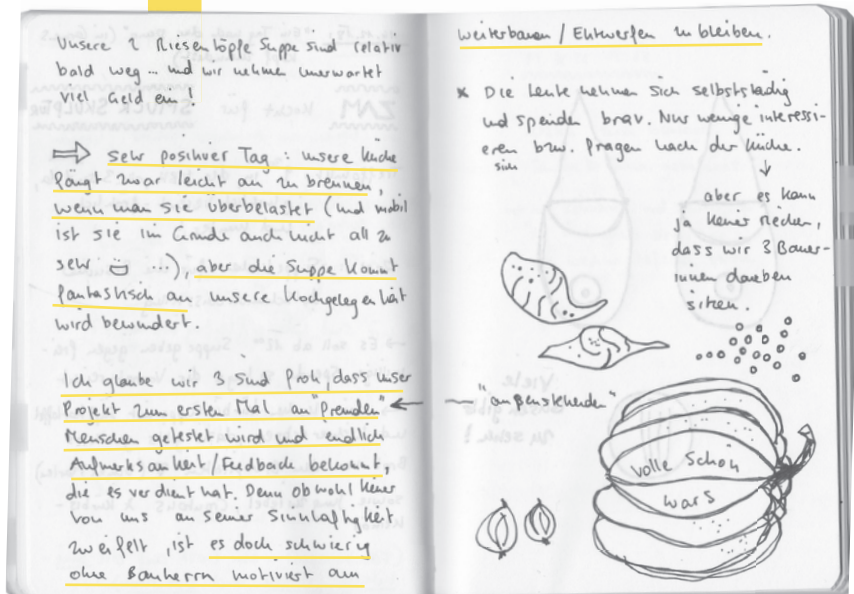 Unsere 2 Riesentöpfe Suppe sind relativ
bald weg ... und wir nehmen unerwartet
viel Geld ein!
⇒ sehr positiver Tag: unsere Küche
fängt zwar leicht an zu brennen,
wenn man sie überbelastet (und mobil
ist sie im Grunde auch nicht all zu
sehr ...), aber die Suppe kommt
fantastisch an unsere Kochgelegenheit
wird bewundert.
Ich glaube wir 3 sind froh, dass unser
Projekt zum ersten Mal an "fremden"
Menschen getestet wird und endlich
Aufmerksamkeit/Feedback bekommt,
die es verdient hat. Denn obwohl keiner
von uns an seiner Sinnhaftigkeit
zweifelt, ist es doch schwierig
ohne Bauherrn motiviert am
weiterbauen / Entwerfen zu bleiben.
* Die Leute nehmen sich selbstständig
und spenden brav. Nur wenige interessi-
eren bzw. fragen nach der Küche.
sich
aber es kann
ja keiner riechen,
dass wir 3 Bauer-
innen daneben
sitzen.
"außenstehende"
volle schön
wars